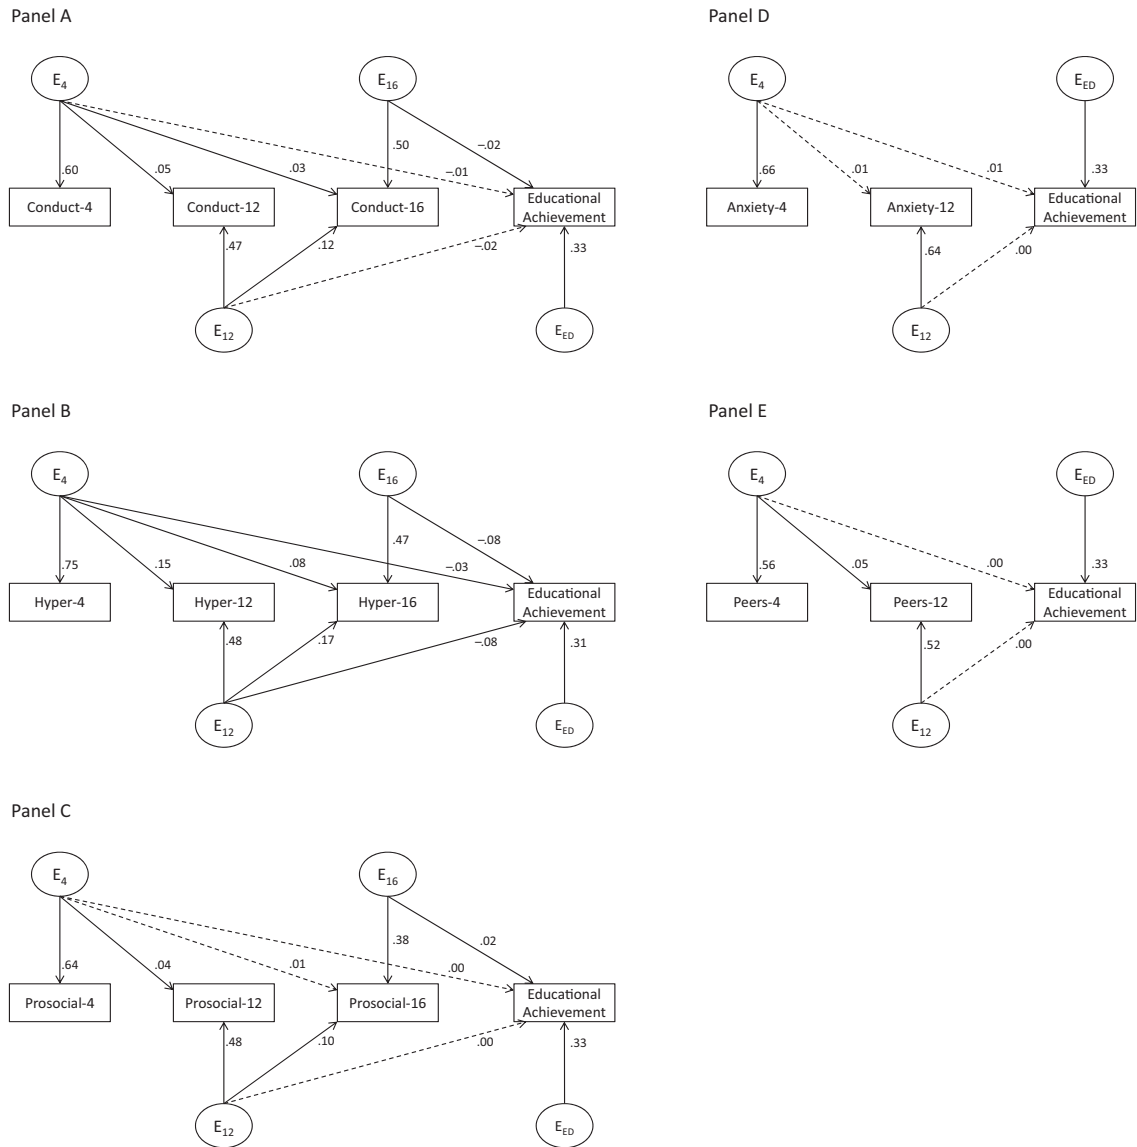 Panel A
E4
E16
.60
.05
.03
.50
–.01
–.02
Conduct-4
Conduct-12
Conduct-16
Educational
Achievement
.47
.12
–.02
.33
E12
EED
Panel D
E4
EED
.66
.01
.01
.33
Anxiety-4
Anxiety-12
Educational
Achievement
.64
.00
E12
Panel B
E4
E16
.75
.15
.08
.47
–.03
–.08
Hyper-4
Hyper-12
Hyper-16
Educational
Achievement
.48
.17
–.08
.31
E12
EED
Panel E
E4
EED
.56
.05
.00
.33
Peers-4
Peers-12
Educational
Achievement
.52
.00
E12
Panel C
E4
E16
.64
.04
.01
.38
.00
.02
Prosocial-4
Prosocial-12
Prosocial-16
Educational
Achievement
.48
.10
.00
.33
E12
EED